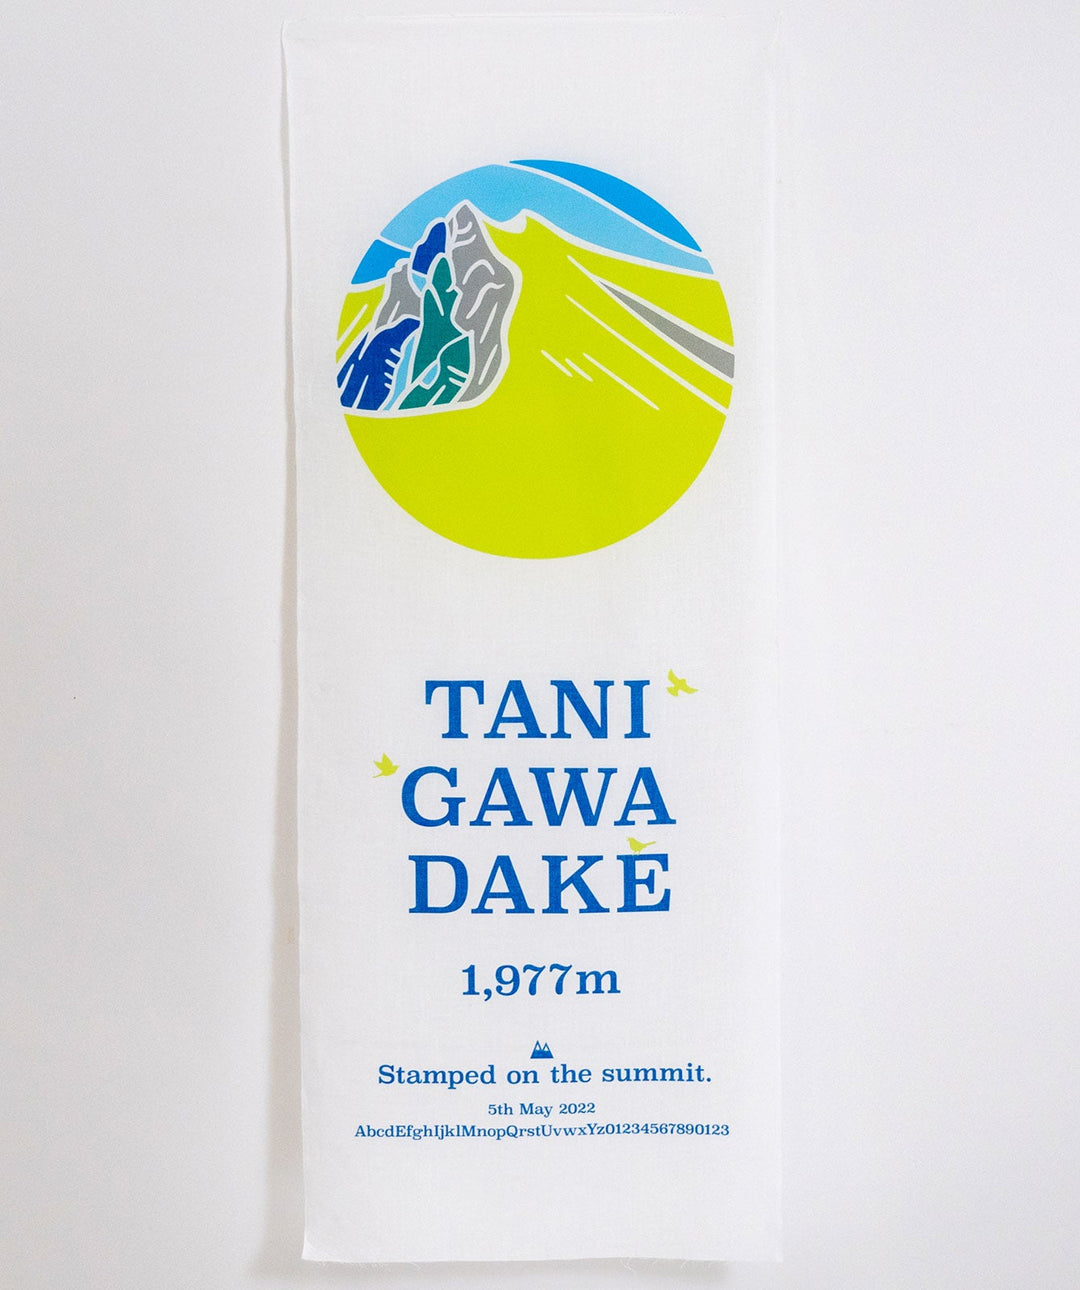 TANI
GAWA
DAKE
1,977m
Stamped on the summit.
5th May 2022
AbcdEfghIjklMnopQrstUvwxYz01234567890123